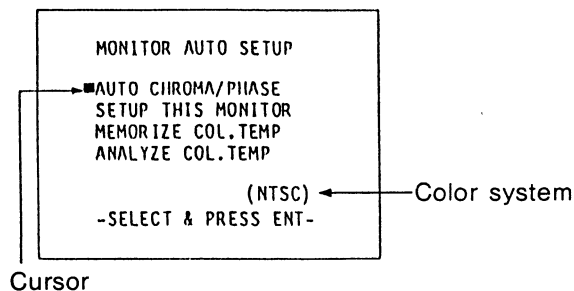 MONITOR AUTO SETUP
AUTO CHROMA/PHASE
SETUP THIS MONITOR
MEMORIZE COL.TEMP
ANALYZE COL.TEMP
(NTSC)
Color system
-SELECT & PRESS ENT-
Cursor